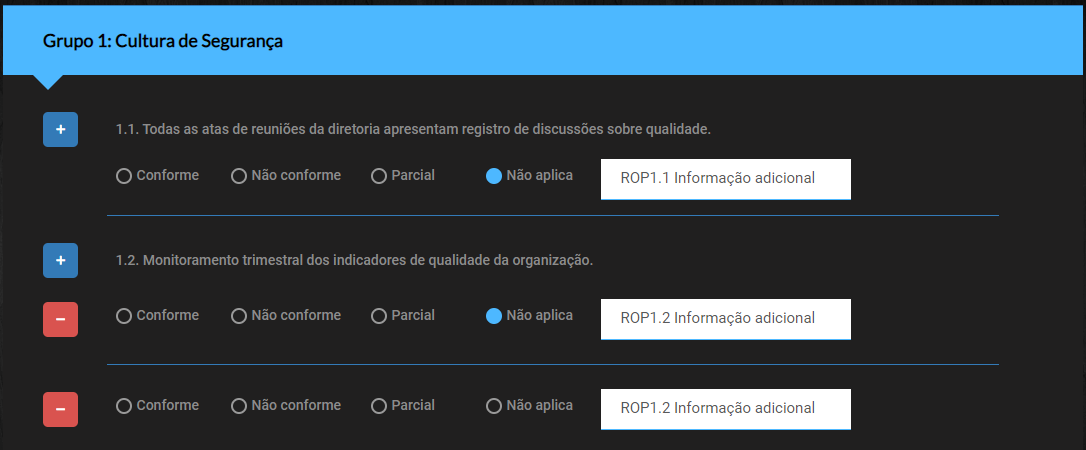 Grupo 1: Cultura de Segurança
+ 1.1. Todas as atas de reuniões da diretoria apresentam registro de discussões sobre qualidade.
Conforme Não conforme Parcial Não aplica ROP1.1 Informação adicional
+ 1.2. Monitoramento trimestral dos indicadores de qualidade da organização.
− Conforme Não conforme Parcial Não aplica ROP1.2 Informação adicional
− Conforme Não conforme Parcial Não aplica ROP1.2 Informação adicional